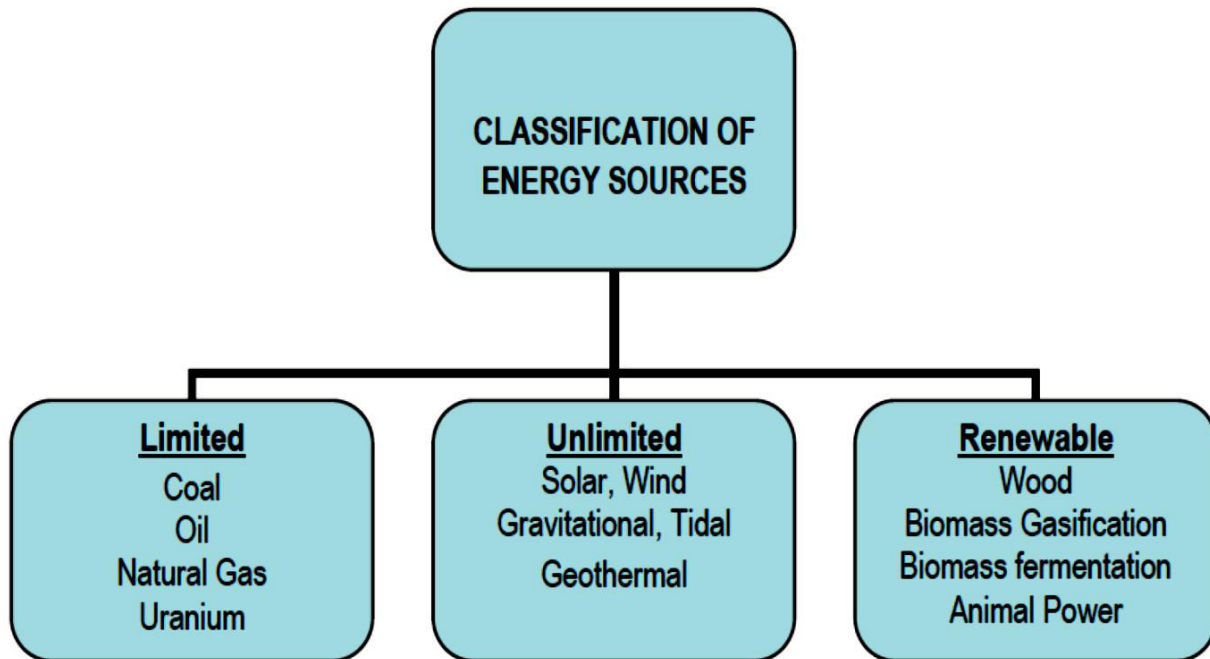 CLASSIFICATION OF
ENERGY SOURCES
Limited
Coal
Oil
Natural Gas
Uranium
Unlimited
Solar, Wind
Gravitational, Tidal
Geothermal
Renewable
Wood
Biomass Gasification
Biomass fermentation
Animal Power